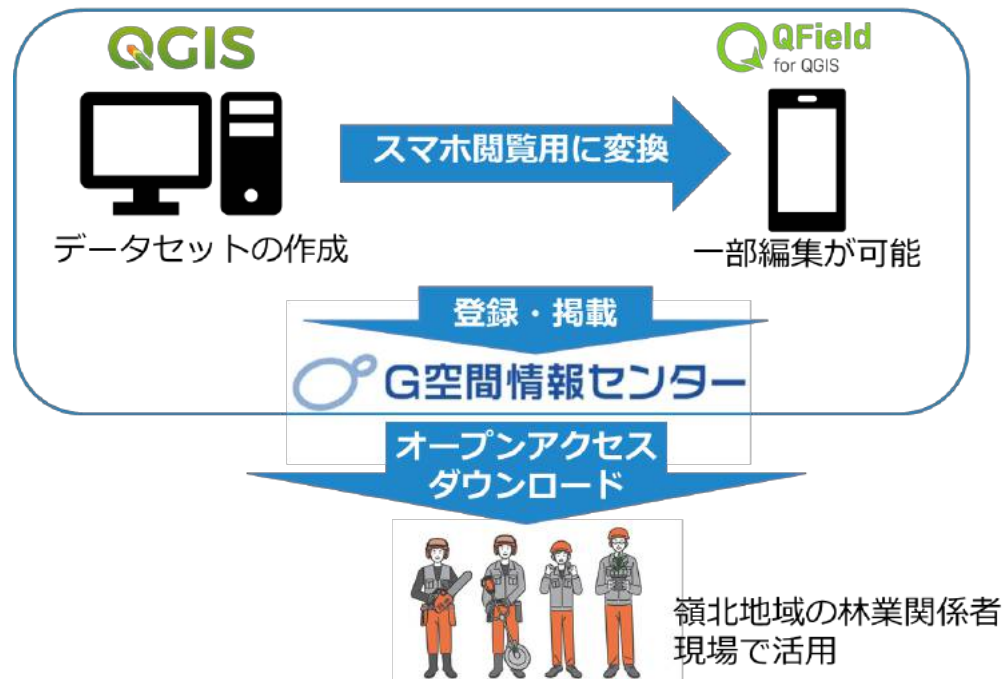 QGIS
QField
for QGIS
スマホ閲覧用に変換
データセットの作成
一部編集が可能
登録・掲載
G空間情報センター
オープンアクセス
ダウンロード
嶺北地域の林業関係者
現場で活用